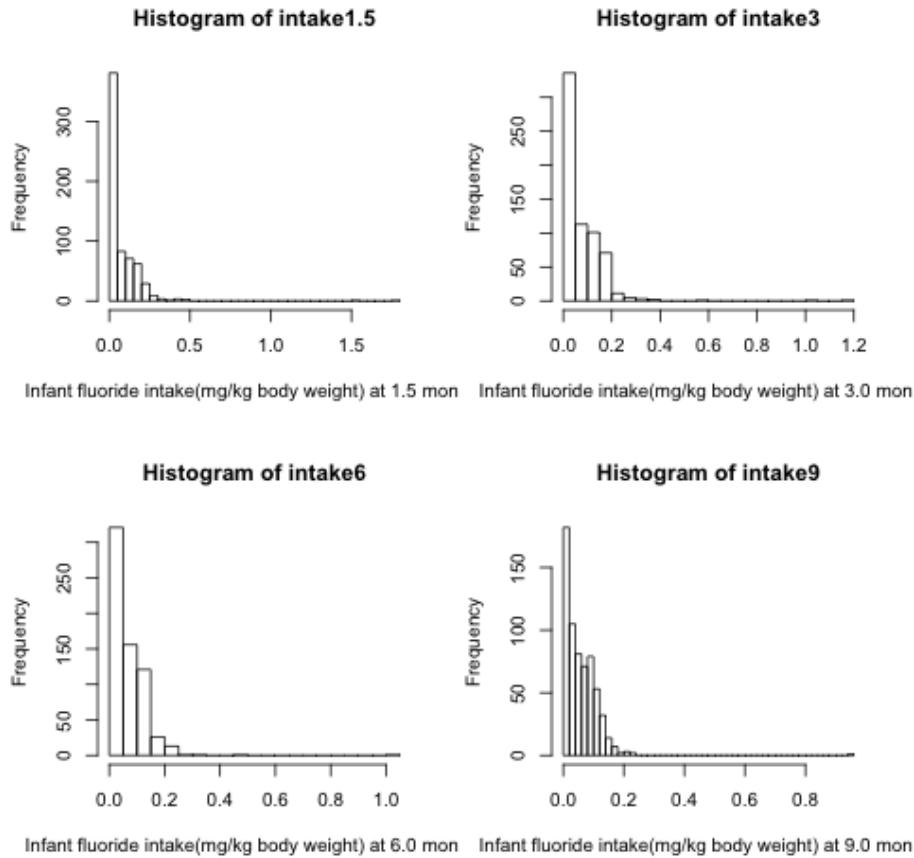 Histogram of intake1.5
Frequency
300
100
0
0.0 0.5 1.0 1.5
Infant fluoride intake(mg/kg body weight) at 1.5 mon
Histogram of intake3
Frequency
250
150
50
0
0.0 0.2 0.4 0.6 0.8 1.0 1.2
Infant fluoride intake(mg/kg body weight) at 3.0 mon
Histogram of intake6
Frequency
250
150
50
0
0.0 0.2 0.4 0.6 0.8 1.0
Infant fluoride intake(mg/kg body weight) at 6.0 mon
Histogram of intake9
Frequency
150
100
50
0
0.0 0.2 0.4 0.6 0.8
Infant fluoride intake(mg/kg body weight) at 9.0 mon